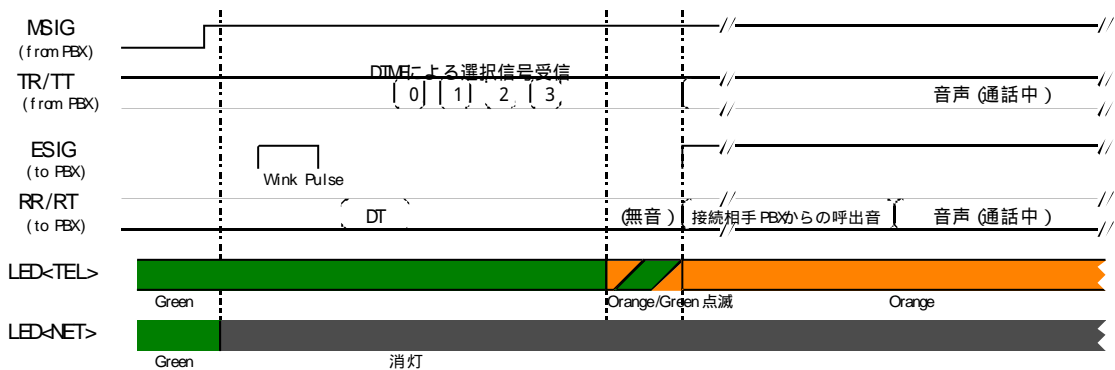 MSIG
(from PBX)
DTMFによる選択信号受信
TR/TT
(from PBX)
0 1 2 3
音声(通話中)
ESIG
(to PBX)
Wink Pulse
RR/RT
(to PBX)
DT
(無音)
接続相手PBXからの呼出音
音声(通話中)
LED<TEL>
Green
Orange/Green 点滅
Orange
LED<NET>
Green
消灯